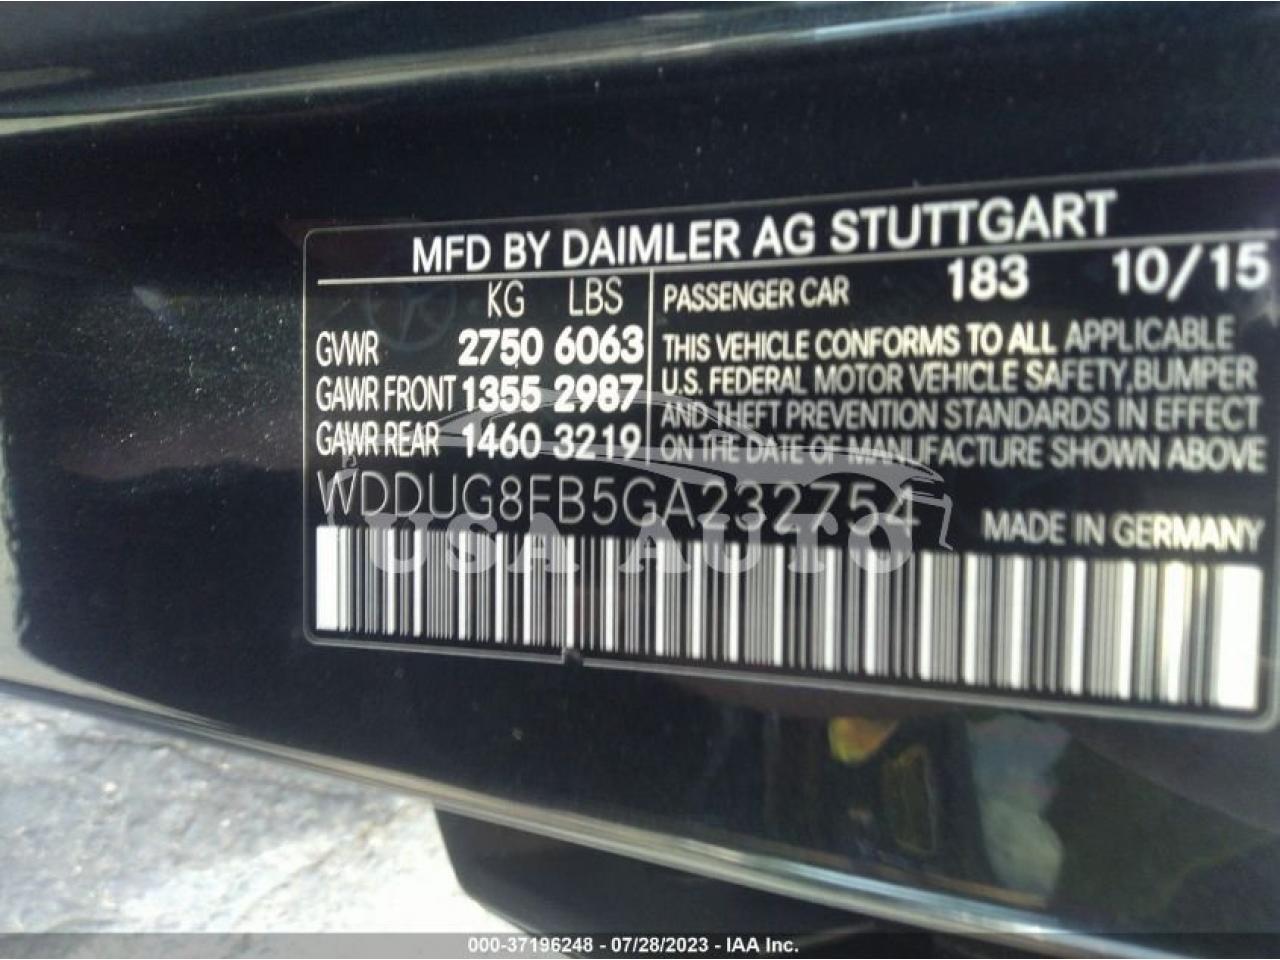 MFD BY DAIMLER AG STUTTGART
KG LBS
GVWR 2750 6063
GAWR FRONT 1355 2987
GAWR REAR 1460 3219
PASSENGER CAR 183 10/15
THIS VEHICLE CONFORMS TO ALL APPLICABLE
U.S. FEDERAL MOTOR VEHICLE SAFETY, BUMPER
AND THEFT PREVENTION STANDARDS IN EFFECT
ON THE DATE OF MANUFACTURE SHOWN ABOVE
WDDUG8FB5GA232754
MADE IN GERMANY
USA AUTO
000-37196248 - 07/28/2023 - IAA Inc.